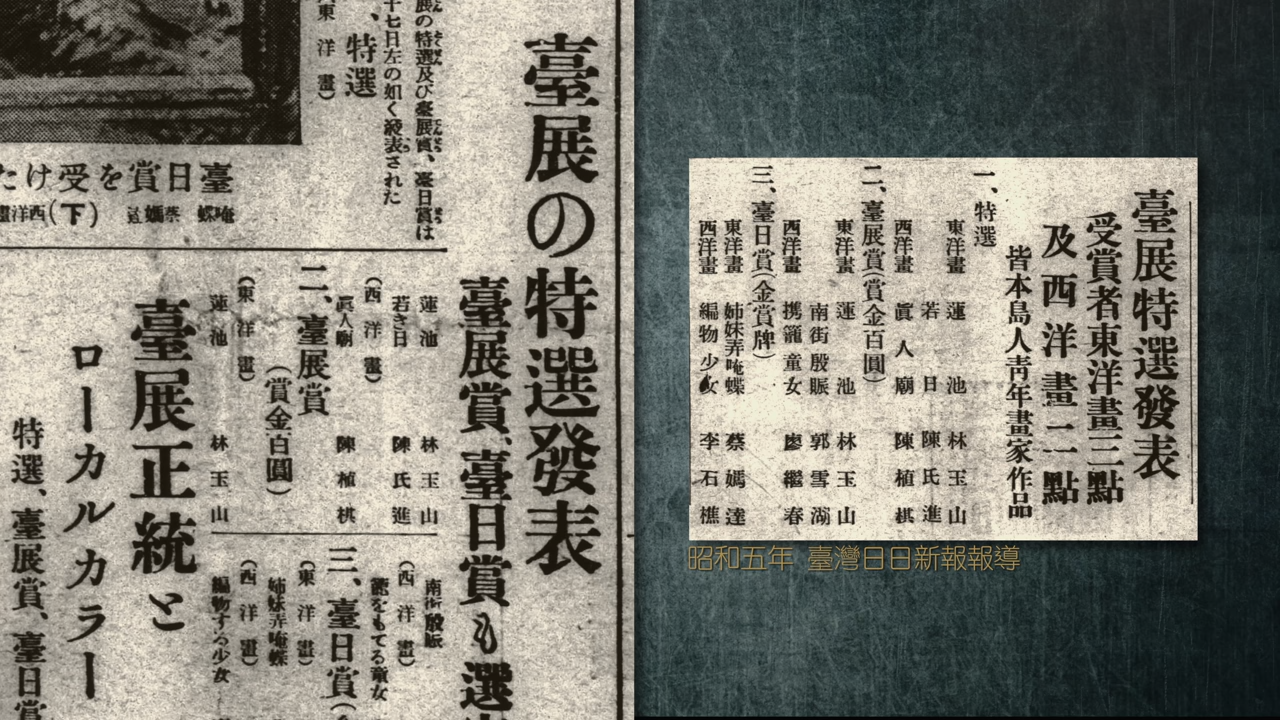 臺展の特選發表
臺展賞、臺日賞も選
展の特選及び臺展賞、臺日賞は
十七日左の如く發表された
、特選
東洋畫）
たけ受を賞日臺
（下）
蓮池 林玉山
若き日 陳氏進
（西洋畫）
眞人廟 陳植棋
二、臺展賞
（賞金百圓）
（東洋畫）
蓮池 林玉山
南街殷賑
（西洋畫）
籠をもてる童女
三、臺日賞（
（東洋畫）
姉妹弄唵蝶
（西洋畫）
編物する少女
臺展正統と
ローカルカラー
特選、臺展賞、臺日賞
臺展特選發表
受賞者東洋畫三點
及西洋畫二點
皆本島人靑年畫家作品
一、特選
東洋畫 蓮池 林玉山
若日 陳氏進
西洋畫 眞人廟 陳植棋
二、臺展賞（賞金百圓）
東洋畫 蓮池 林玉山
南街殷賑 郭雪湖
西洋畫 携籠童女 廖繼春
三、臺日賞（金賞牌）
東洋畫 姉妹弄唵蝶 蔡媽達
西洋畫 編物少女 李石樵
昭和五年 臺灣日日新報報導